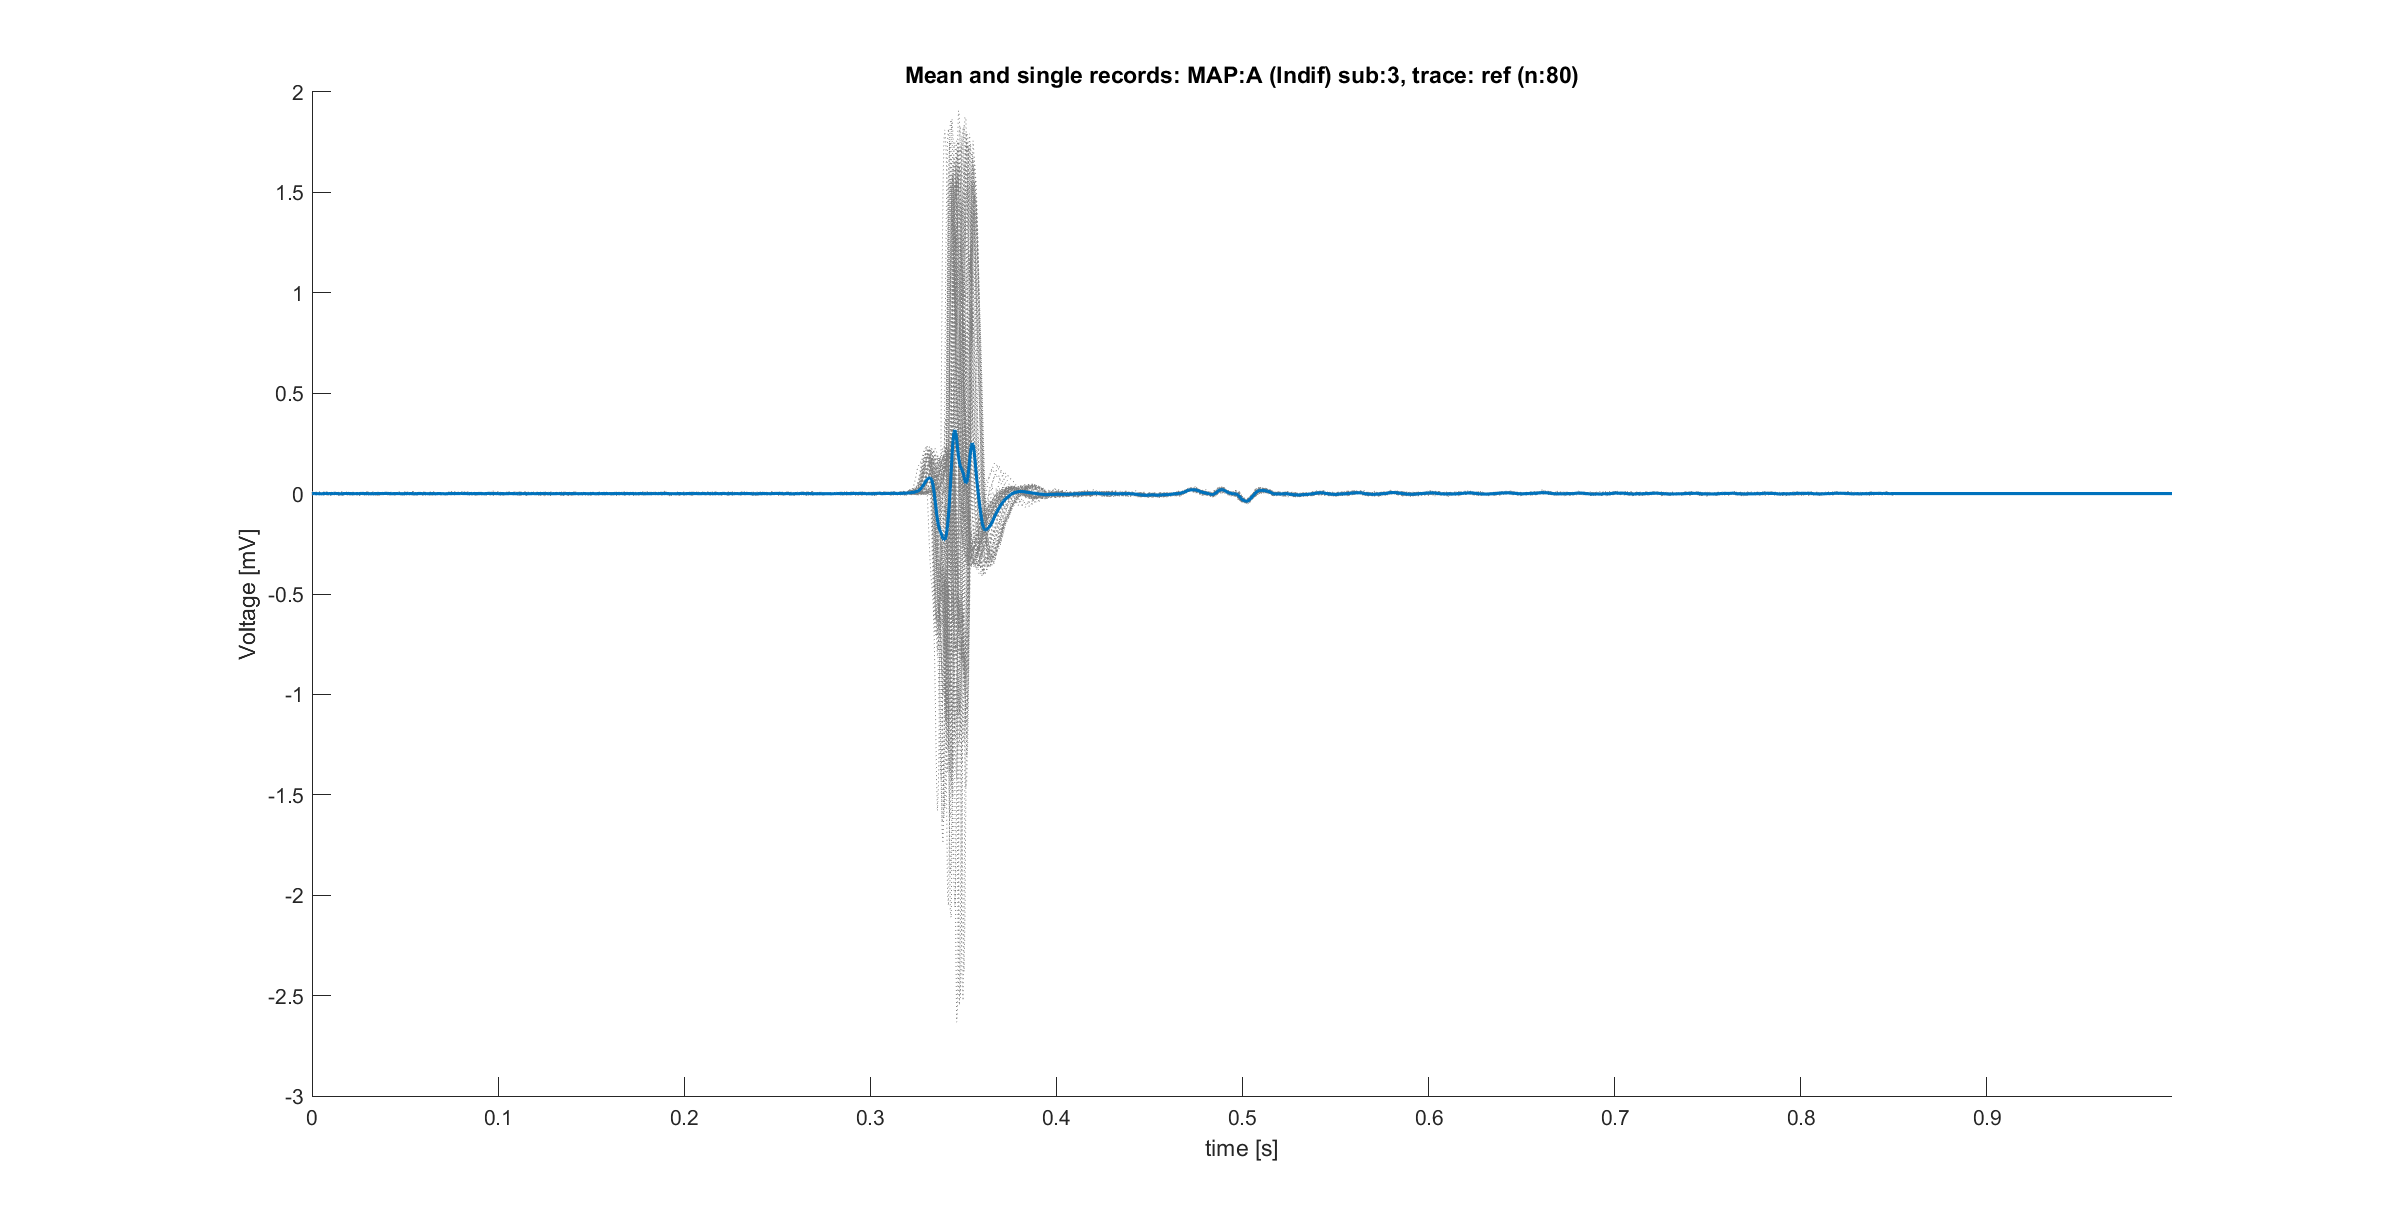 Mean and single records: MAP:A (Indif) sub:3, trace: ref (n:80)
2
1.5
1
0.5
0
-0.5
-1
-1.5
-2
-2.5
-3
Voltage [mV]
0 0.1 0.2 0.3 0.4 0.5 0.6 0.7 0.8 0.9
time [s]